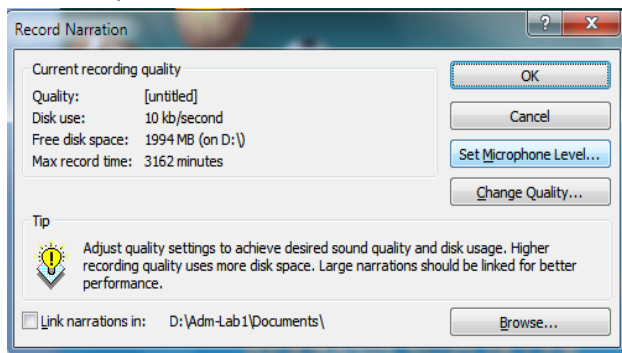 Record Narration
Current recording quality
Quality: [untitled]
Disk use: 10 kb/second
Free disk space: 1994 MB (on D:\)
Max record time: 3162 minutes
OK
Cancel
Set Microphone Level...
Change Quality...
Tip
Adjust quality settings to achieve desired sound quality and disk usage. Higher
recording quality uses more disk space. Large narrations should be linked for better
performance.
Link narrations in: D:\Adm-Lab1\Documents\
Browse...